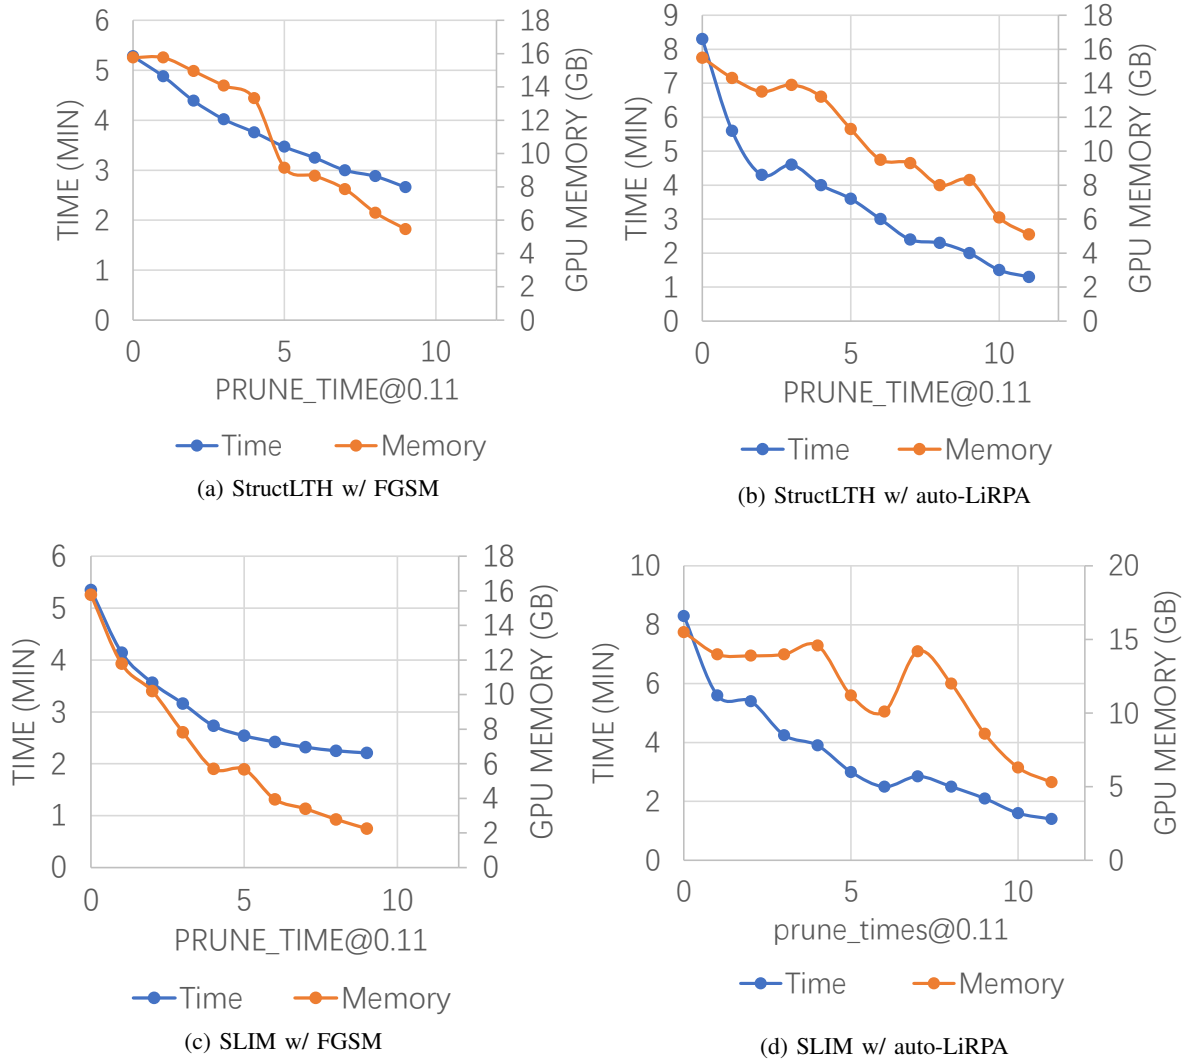 6
5
4
3
2
1
0
TIME (MIN)
18
16
14
12
10
8
6
4
2
0
GPU MEMORY (GB)
0 5 10
PRUNE_TIME@0.11
Time Memory
(a) StructLTH w/ FGSM
9
8
7
6
5
4
3
2
1
0
TIME (MIN)
18
16
14
12
10
8
6
4
2
0
GPU MEMORY (GB)
0 5 10
PRUNE_TIME@0.11
Time Memory
(b) StructLTH w/ auto-LiRPA
6
5
4
3
2
1
0
TIME (MIN)
18
16
14
12
10
8
6
4
2
0
GPU MEMORY (GB)
0 5 10
PRUNE_TIME@0.11
Time Memory
(c) SLIM w/ FGSM
10
8
6
4
2
0
TIME (MIN)
20
15
10
5
0
GPU MEMORY (GB)
0 5 10
prune_times@0.11
Time Memory
(d) SLIM w/ auto-LiRPA